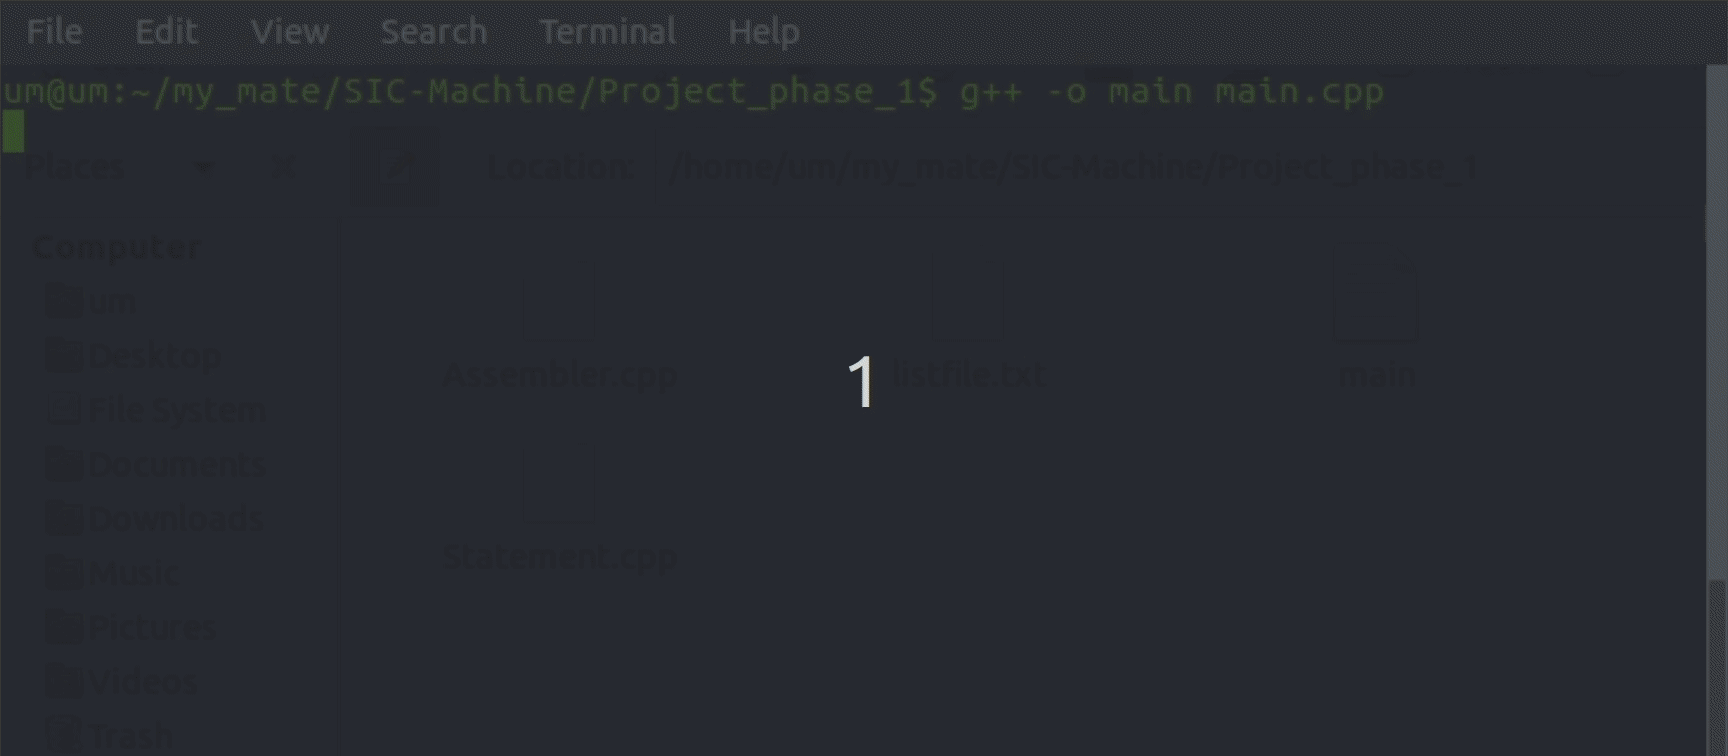 File Edit View Search Terminal Help
um@um:~/my_mate/SIC-Machine/Project_phase_1$ g++ -o main main.cpp
Places Location: /home/um/my_mate/SIC-Machine/Project_phase_1
Computer
um
Desktop
File System
Documents
Downloads
Music
Pictures
Videos
Trash
Assembler.cpp listfile.txt main
Statement.cpp
1